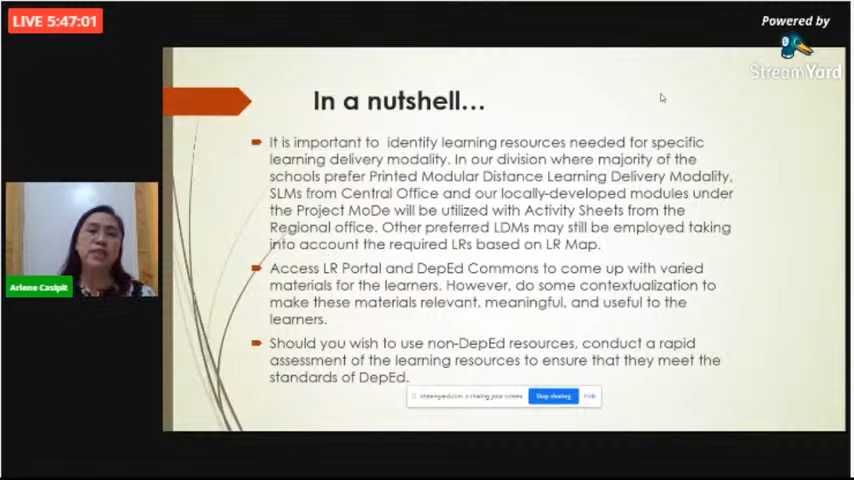 LIVE 5:47:01
Powered by
StreamYard
In a nutshell...
It is important to identify learning resources needed for specific
learning delivery modality. In our division where majority of the
schools prefer Printed Modular Distance Learning Delivery Modality,
SLMs from Central Office and our locally-developed modules under
the Project MoDe will be utilized with Activity Sheets from the
Regional office. Other preferred LDMs may still be employed taking
into account the required LRs based on LR Map.
Access LR Portal and DepEd Commons to come up with varied
materials for the learners. However, do some contextualization to
make these materials relevant, meaningful, and useful to the
learners.
Should you wish to use non-DepEd resources, conduct a rapid
assessment of the learning resources to ensure that they meet the
standards of DepEd.
Arlene Casipit
streamyard.com is sharing your screen.
Stop sharing
Hide